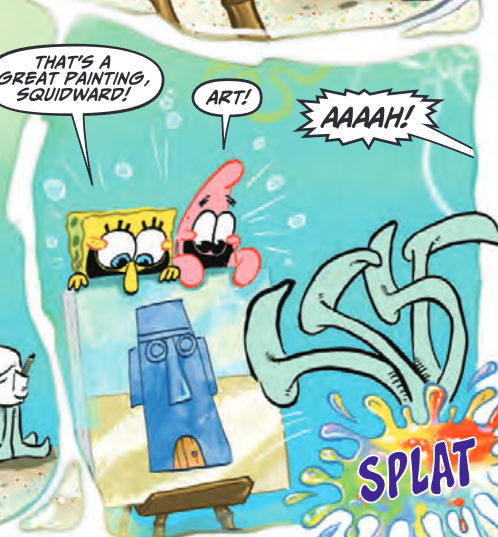 THAT'S A
GREAT PAINTING,
SQUIDWARD!
ART!
AAAAH!
SPLAT